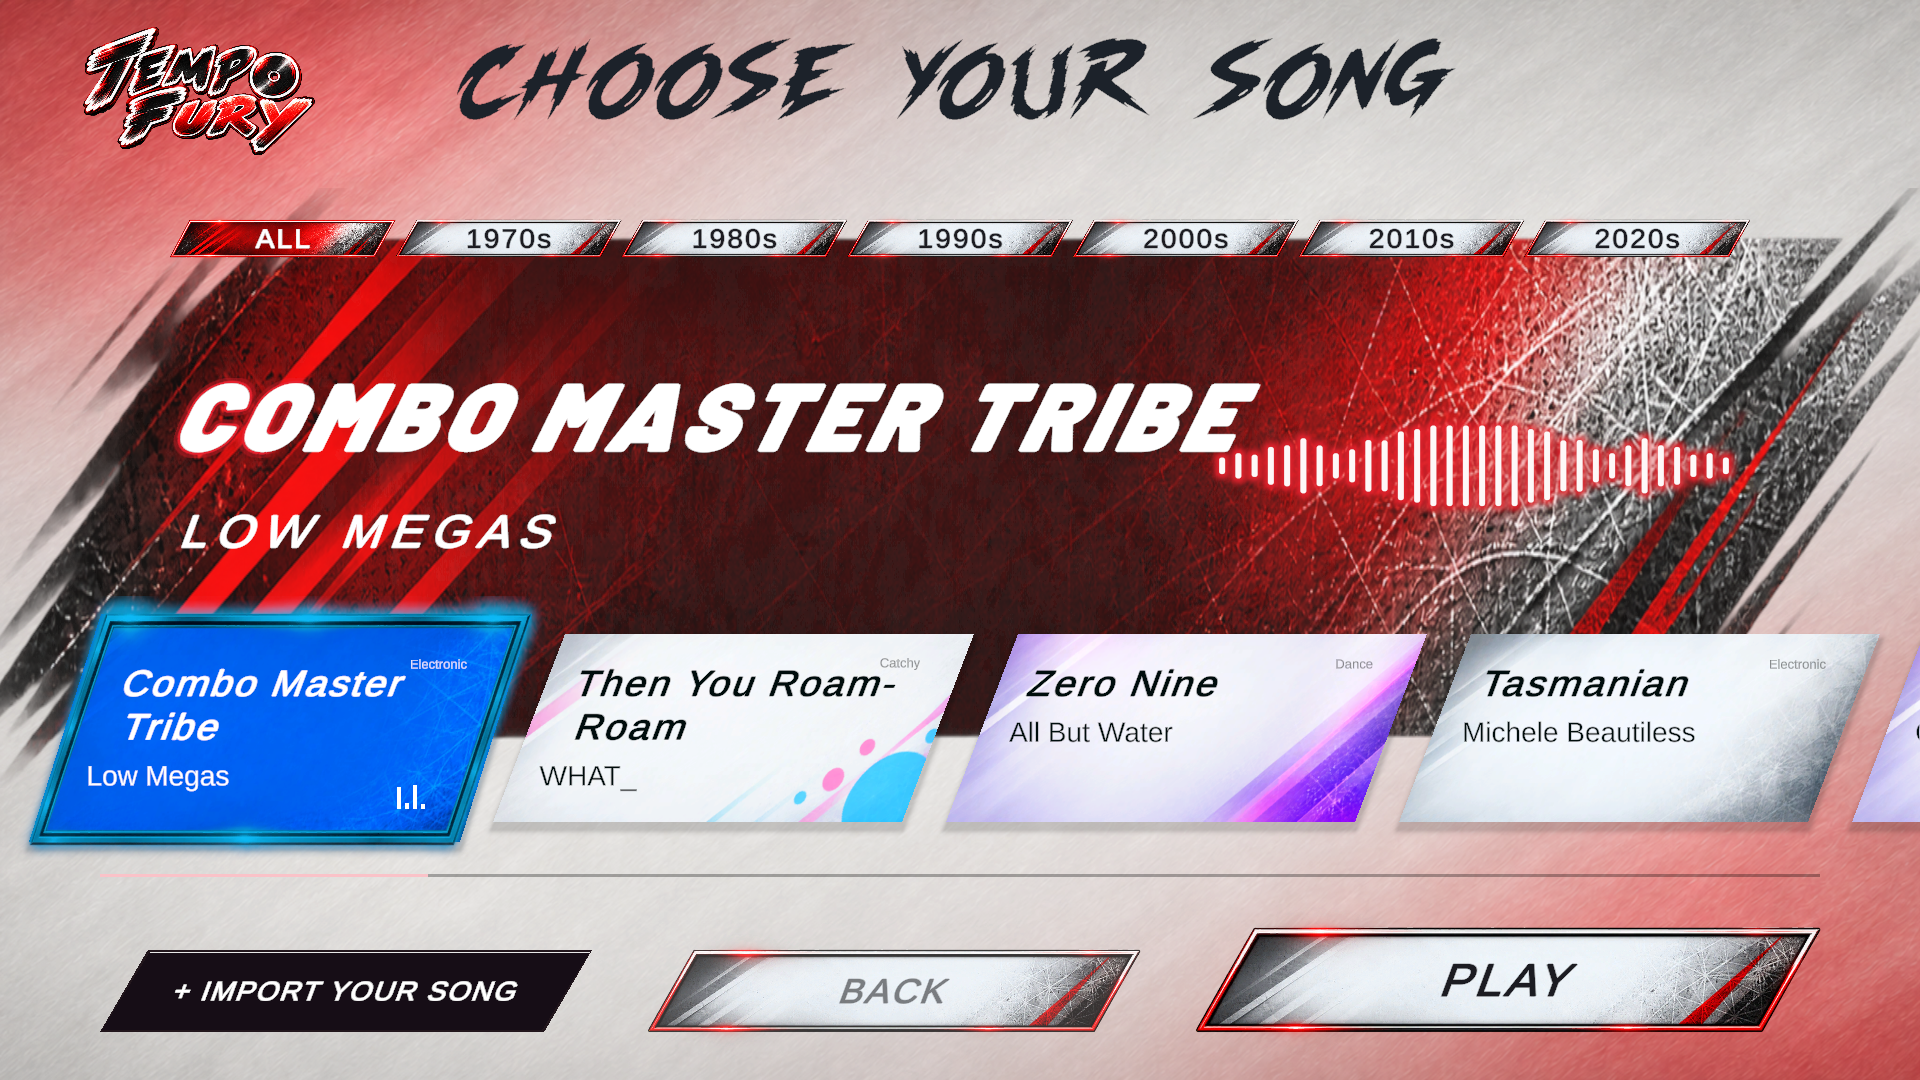 TEMPO
FURY
CHOOSE YOUR SONG
ALL
1970s
1980s
1990s
2000s
2010s
2020s
COMBO MASTER TRIBE
LOW MEGAS
Electronic
Combo Master
Tribe
Low Megas
Catchy
Then You Roam-
Roam
WHAT_
Dance
Zero Nine
All But Water
Electronic
Tasmanian
Michele Beautiless
+ IMPORT YOUR SONG
BACK
PLAY